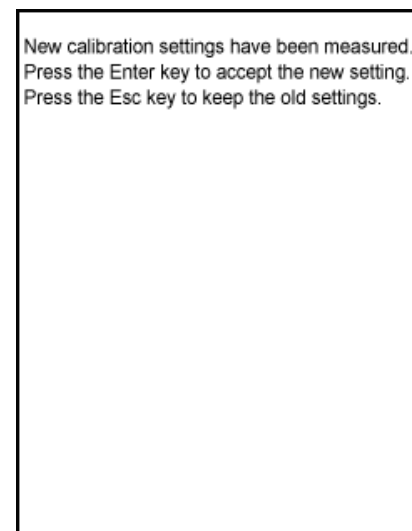 New calibration settings have been measured.
Press the Enter key to accept the new setting.
Press the Esc key to keep the old settings.